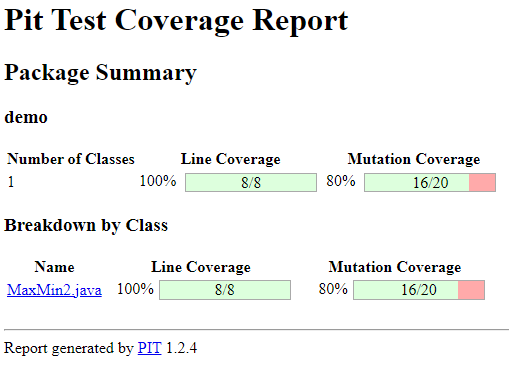 Pit Test Coverage Report
Package Summary
demo
Number of Classes Line Coverage Mutation Coverage
1 100% 8/8 80% 16/20
Breakdown by Class
Name Line Coverage Mutation Coverage
MaxMin2.java 100% 8/8 80% 16/20
Report generated by PIT 1.2.4